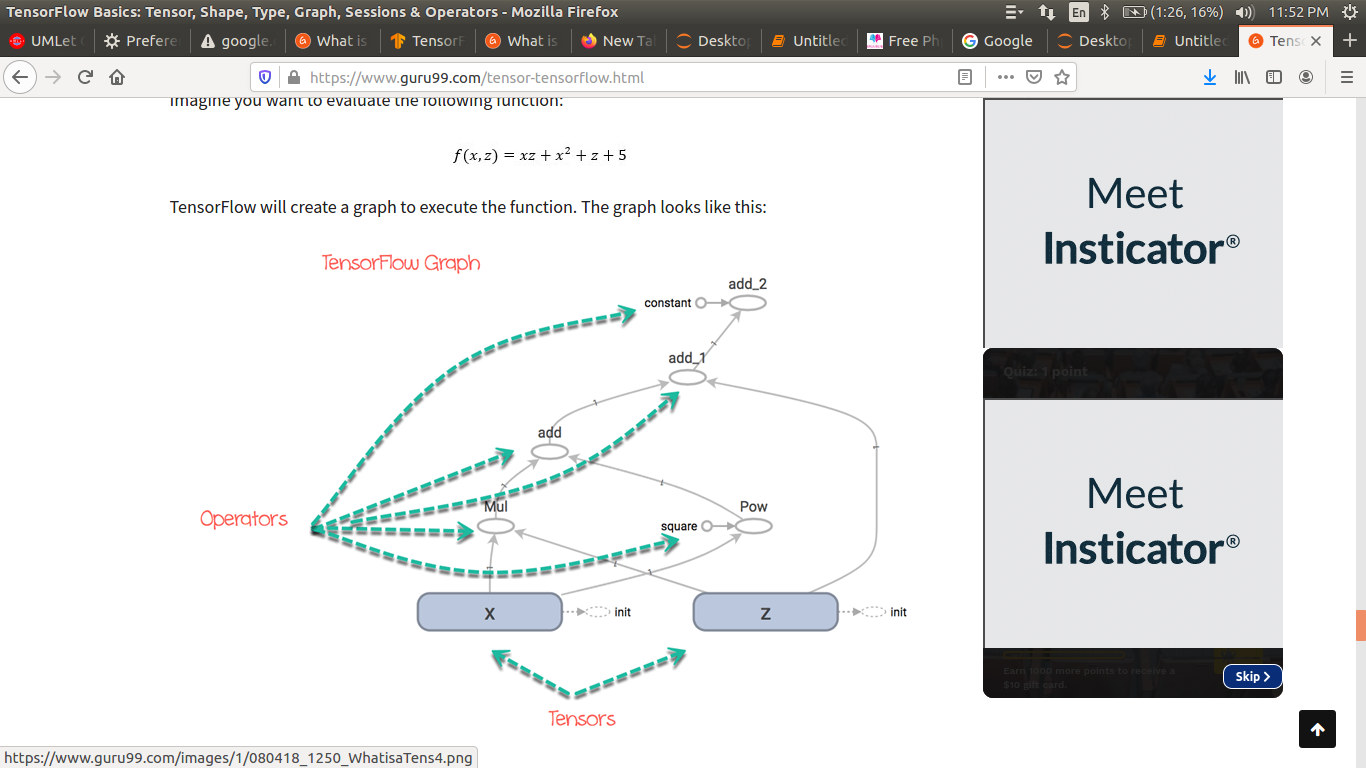 TensorFlow Basics: Tensor, Shape, Type, Graph, Sessions & Operators - Mozilla Firefox
En
(1:26, 16%)
11:52 PM
UMLet
Prefere
google
What is
TensorF
What is
New Ta
Desktop
Untitled
Free Ph
Google
Desktop
Untitled
Tens
https://www.guru99.com/tensor-tensorflow.html
Imagine you want to evaluate the following function:
f(x, z) = xz + x² + z + 5
TensorFlow will create a graph to execute the function. The graph looks like this:
TensorFlow Graph
add_2
constant
add_1
add
Mul
Pow
Operators
square
X
init
Z
init
Tensors
Meet
Insticator®
Quiz: 1 point
Meet
Insticator®
Earn 1000 more points to receive a
$10 gift card.
Skip
https://www.guru99.com/images/1/080418_1250_WhatisaTens4.png